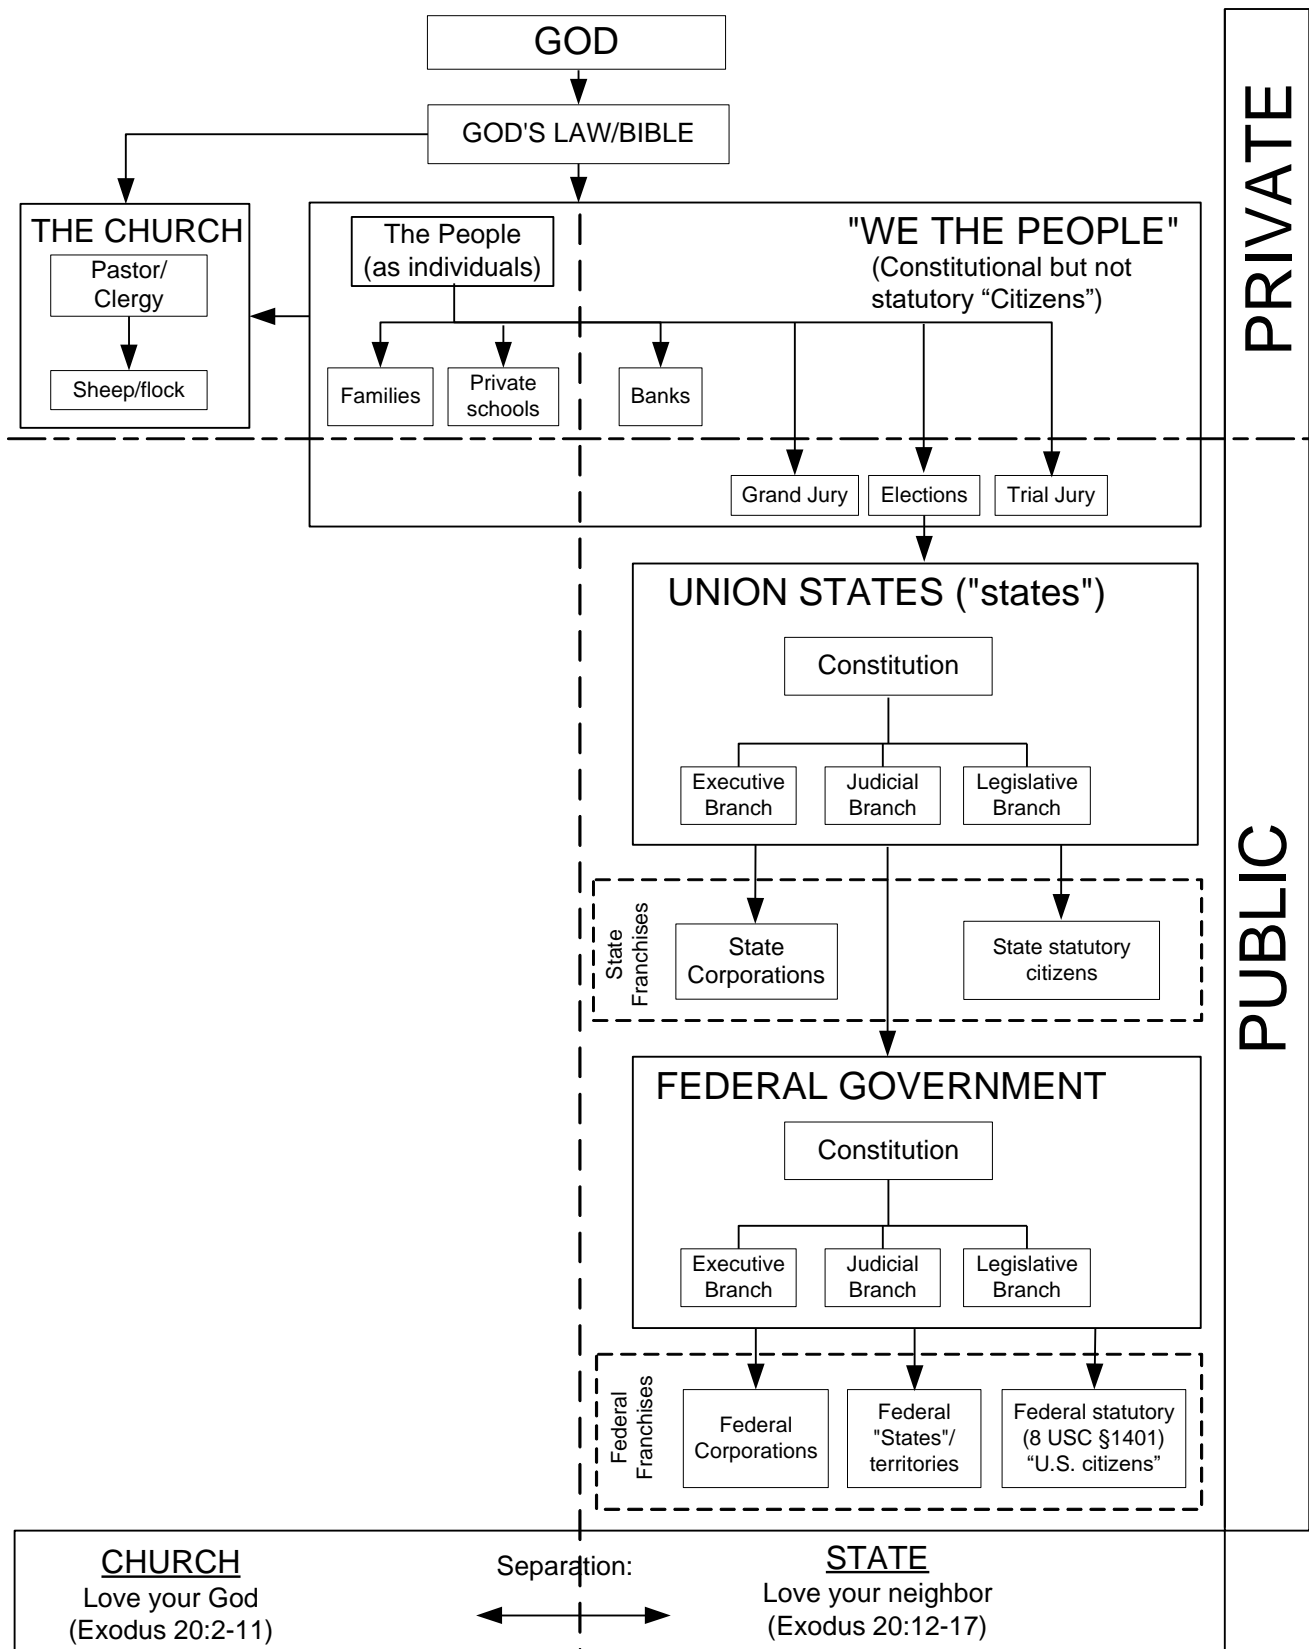 GOD
GOD'S LAW/BIBLE
THE CHURCH
Pastor/
Clergy
Sheep/flock
The People
(as individuals)
"WE THE PEOPLE"
(Constitutional but not
statutory “Citizens”)
Families
Private
schools
Banks
Grand Jury
Elections
Trial Jury
PRIVATE
UNION STATES ("states")
Constitution
Executive
Branch
Judicial
Branch
Legislative
Branch
State
Franchises
State
Corporations
State statutory
citizens
PUBLIC
FEDERAL GOVERNMENT
Constitution
Executive
Branch
Judicial
Branch
Legislative
Branch
Federal
Franchises
Federal
Corporations
Federal
"States"/
territories
Federal statutory
(8 USC §1401)
“U.S. citizens”
CHURCH
Love your God
(Exodus 20:2-11)
Separation:
STATE
Love your neighbor
(Exodus 20:12-17)